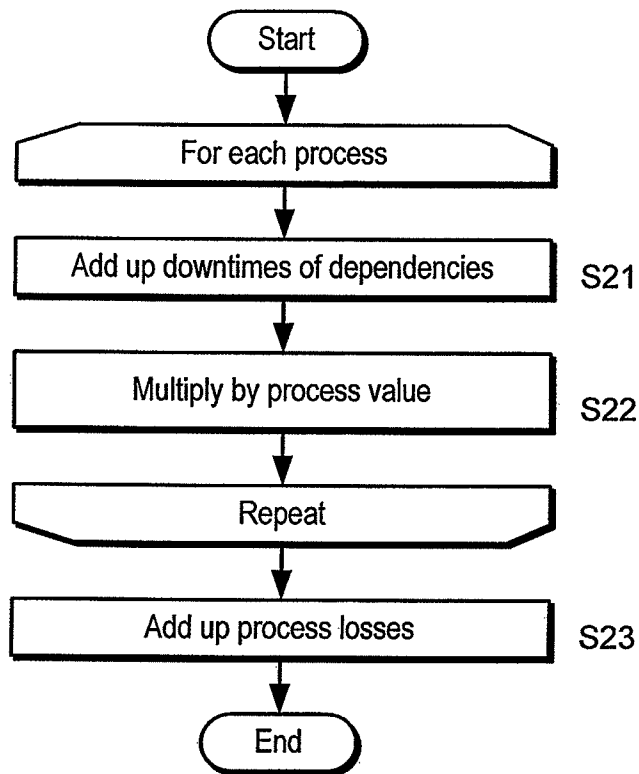 Start
For each process
Add up downtimes of dependencies
S21
Multiply by process value
S22
Repeat
Add up process losses
S23
End